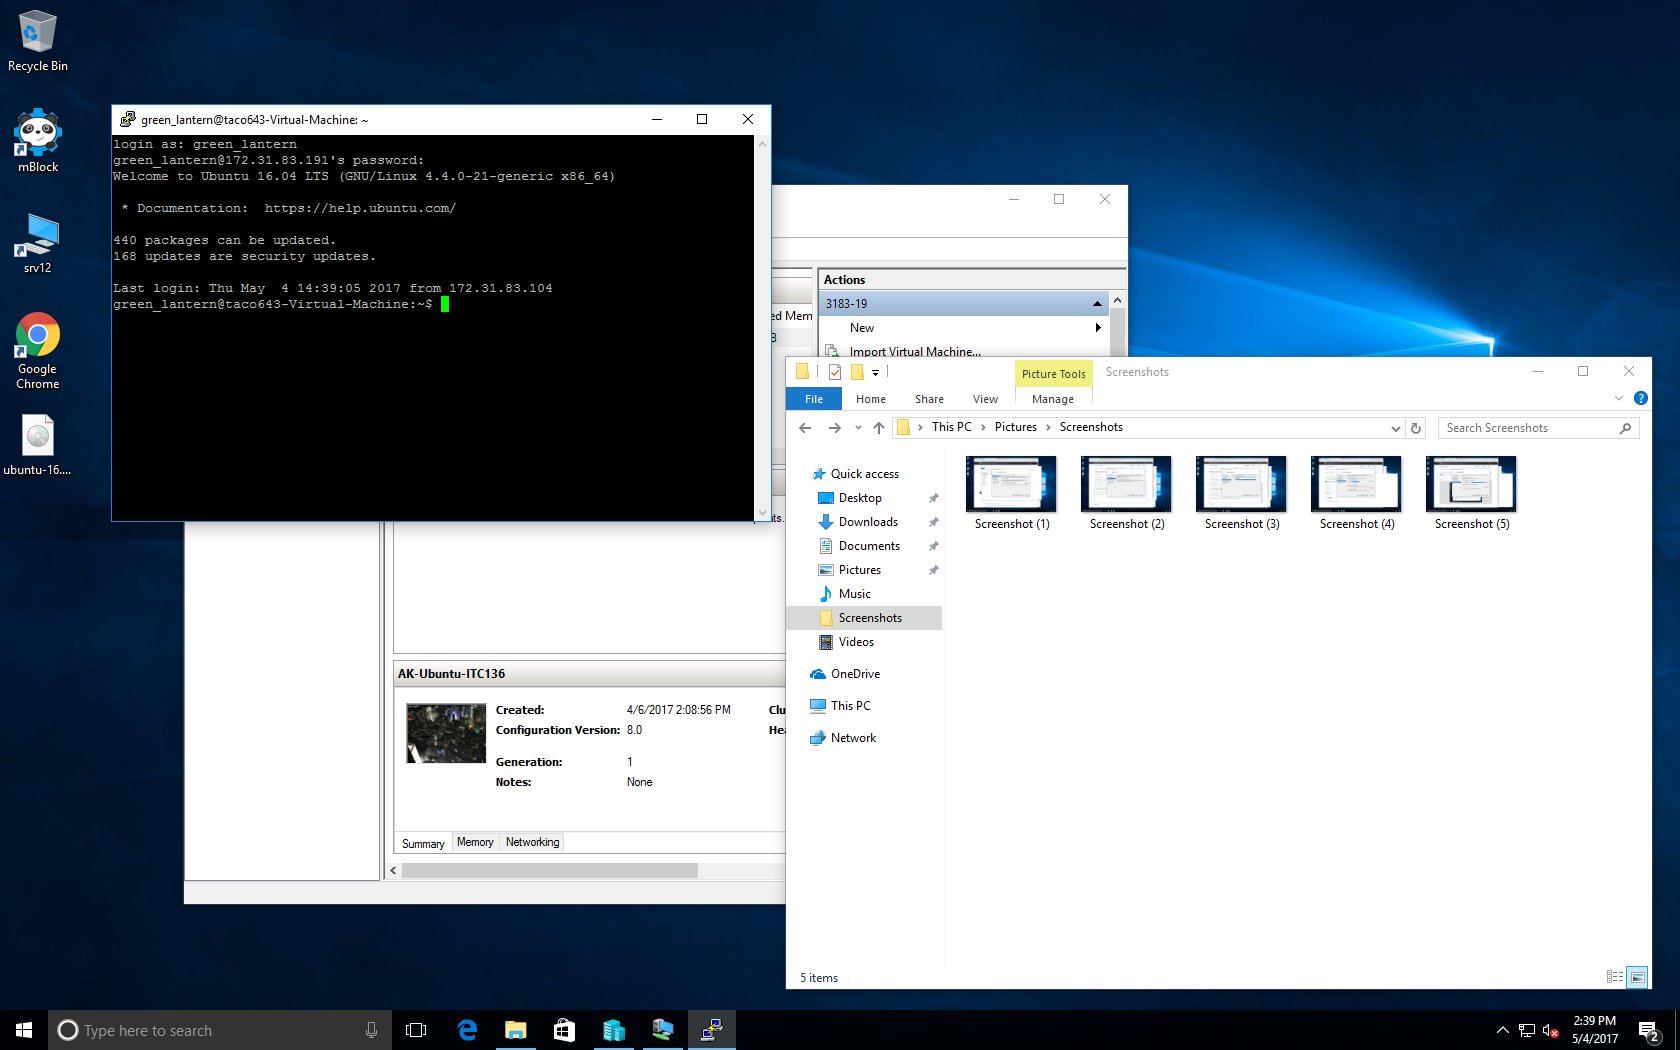 Recycle Bin
mBlock
srv12
Google
Chrome
ubuntu-16....
green_lantern@taco643-Virtual-Machine: ~
login as: green_lantern
green_lantern@172.31.83.191's password:
Welcome to Ubuntu 16.04 LTS (GNU/Linux 4.4.0-21-generic x86_64)
* Documentation:  https://help.ubuntu.com/
440 packages can be updated.
168 updates are security updates.
Last login: Thu May  4 14:39:05 2017 from 172.31.83.104
green_lantern@taco643-Virtual-Machine:~$
ed Mem
B
nts.
Actions
3183-19
New
Import Virtual Machine...
AK-Ubuntu-ITC136
Created: 4/6/2017 2:08:56 PM Clu
Configuration Version: 8.0 Hea
Generation: 1
Notes: None
Summary Memory Networking
Picture Tools Screenshots
File Home Share View Manage
This PC Pictures Screenshots
Search Screenshots
Quick access
Desktop
Downloads
Documents
Pictures
Music
Screenshots
Videos
OneDrive
This PC
Network
Screenshot (1) Screenshot (2) Screenshot (3) Screenshot (4) Screenshot (5)
5 items
Type here to search
2:39 PM
5/4/2017
2